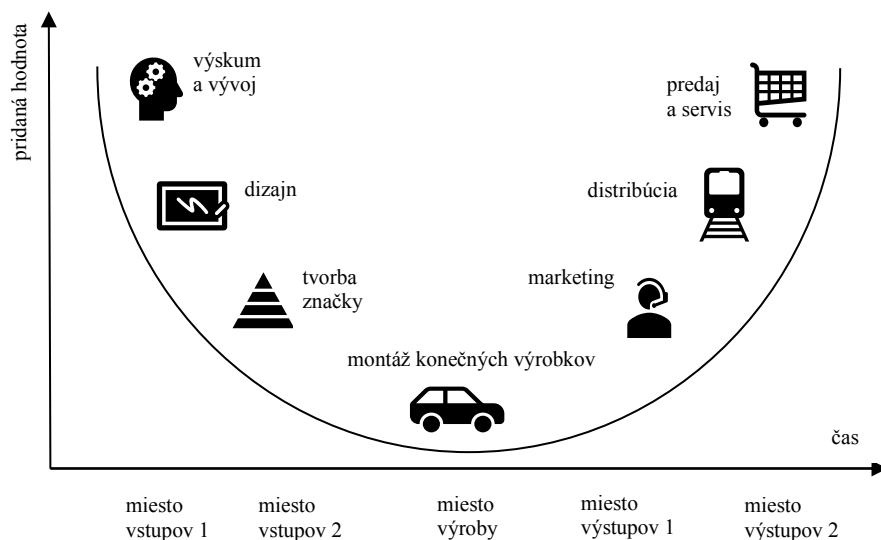 pridaná hodnota
výskum
a vývoj
predaj
a servis
dizajn
distribúcia
tvorba
značky
marketing
montáž konečných výrobkov
čas
miesto
vstupov 1
miesto
vstupov 2
miesto
výroby
miesto
výstupov 1
miesto
výstupov 2